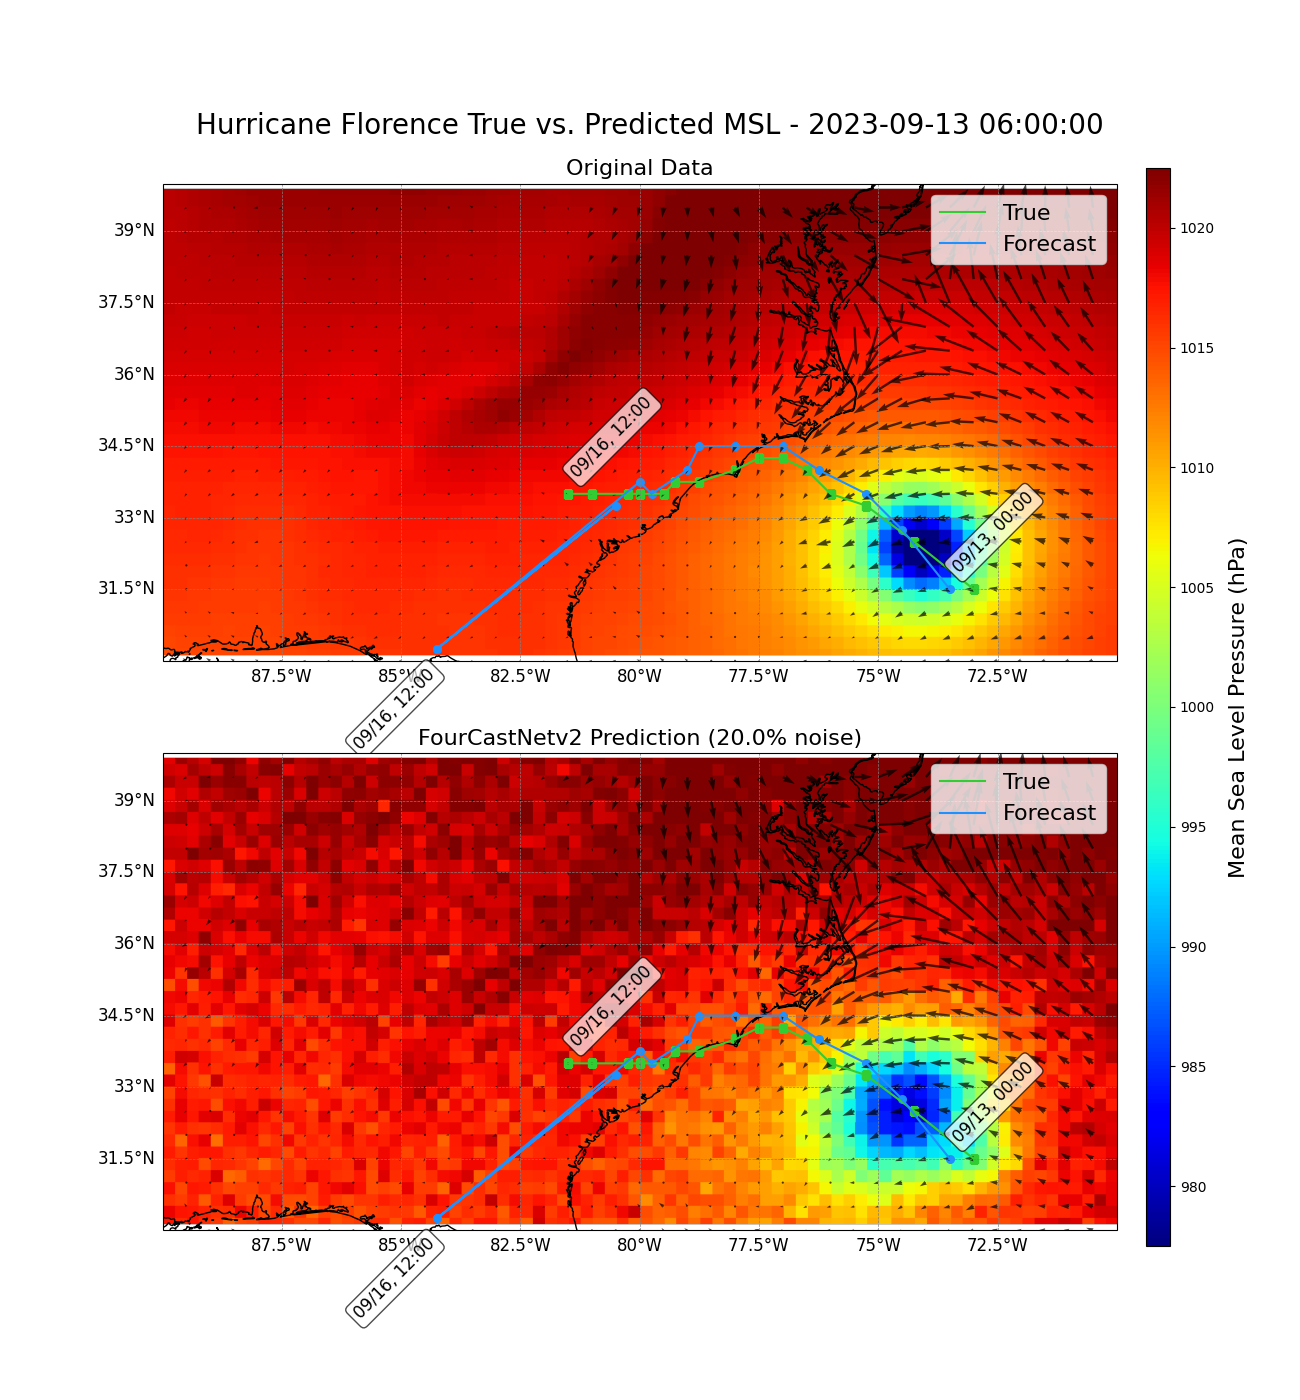 Hurricane Florence True vs. Predicted MSL - 2023-09-13 06:00:00
Original Data
True
Forecast
39°N
37.5°N
36°N
34.5°N
33°N
31.5°N
09/16, 12:00
09/13, 00:00
09/16, 12:00
87.5°W 85°W 82.5°W 80°W 77.5°W 75°W 72.5°W
FourCastNetv2 Prediction (20.0% noise)
True
Forecast
39°N
37.5°N
36°N
34.5°N
33°N
31.5°N
09/16, 12:00
09/13, 00:00
09/16, 12:00
87.5°W 85°W 82.5°W 80°W 77.5°W 75°W 72.5°W
1020
1015
1010
1005
1000
995
990
985
980
Mean Sea Level Pressure (hPa)